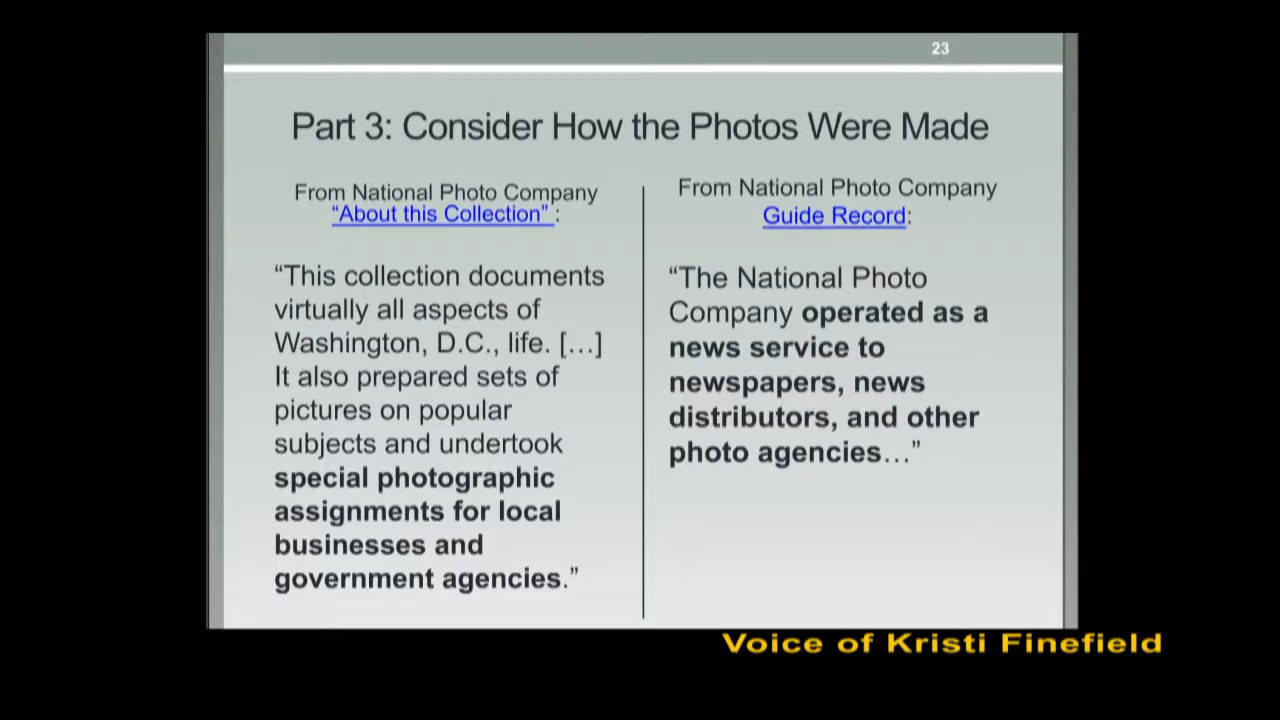 23
Part 3: Consider How the Photos Were Made
From National Photo Company
“About this Collection” :
“This collection documents
virtually all aspects of
Washington, D.C., life. […]
It also prepared sets of
pictures on popular
subjects and undertook
special photographic
assignments for local
businesses and
government agencies.”
From National Photo Company
Guide Record:
“The National Photo
Company operated as a
news service to
newspapers, news
distributors, and other
photo agencies…”
Voice of Kristi Finefield